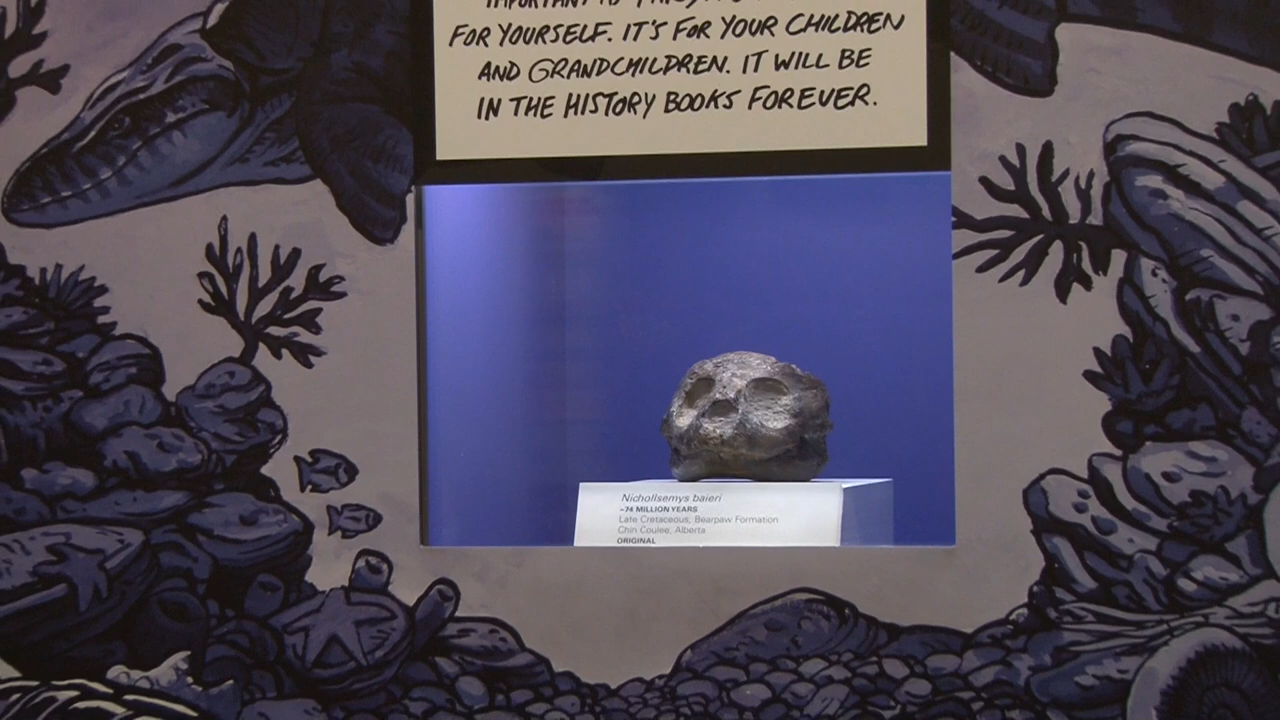 FOR YOURSELF. IT'S FOR YOUR CHILDREN
AND GRANDCHILDREN. IT WILL BE
IN THE HISTORY BOOKS FOREVER.
Nichollsemys baieri
~74 MILLION YEARS
Late Cretaceous, Bearpaw Formation
Chin Coulee, Alberta
ORIGINAL